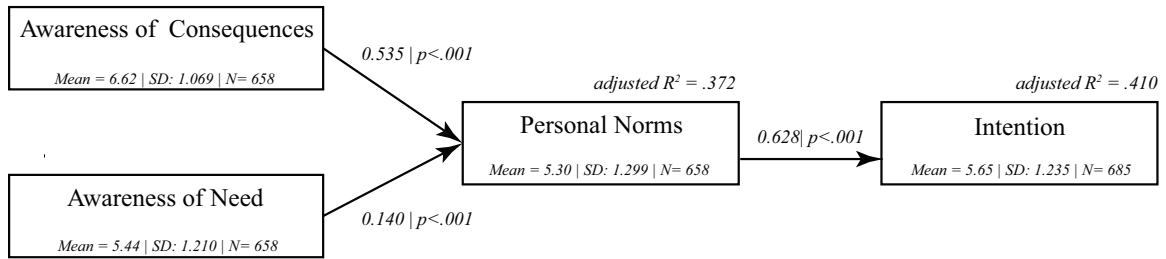 Awareness of Consequences
Mean = 6.62 | SD: 1.069 | N= 658
0.535 | p<.001
adjusted R² = .372
adjusted R² = .410
Personal Norms
Mean = 5.30 | SD: 1.299 | N= 658
0.628| p<.001
Intention
Mean = 5.65 | SD: 1.235 | N= 685
Awareness of Need
Mean = 5.44 | SD: 1.210 | N= 658
0.140 | p<.001